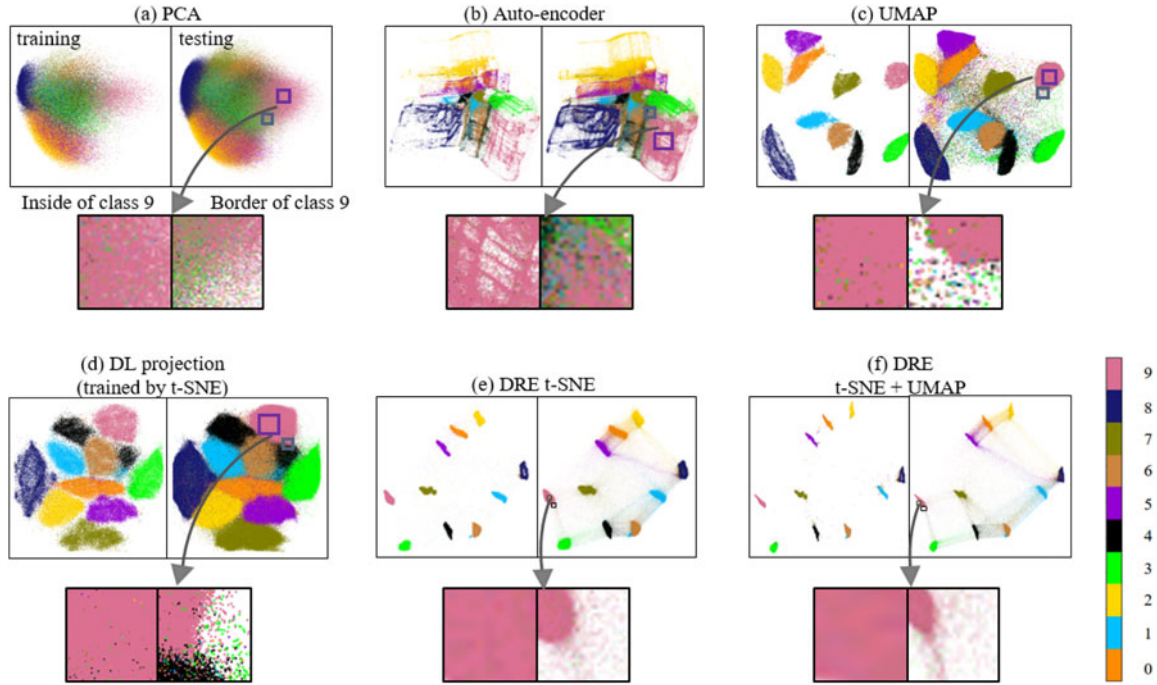 (a) PCA
(b) Auto-encoder
(c) UMAP
training
testing
Inside of class 9
Border of class 9
(d) DL projection
(trained by t-SNE)
(e) DRE t-SNE
(f) DRE
t-SNE + UMAP
9
8
7
6
5
4
3
2
1
0